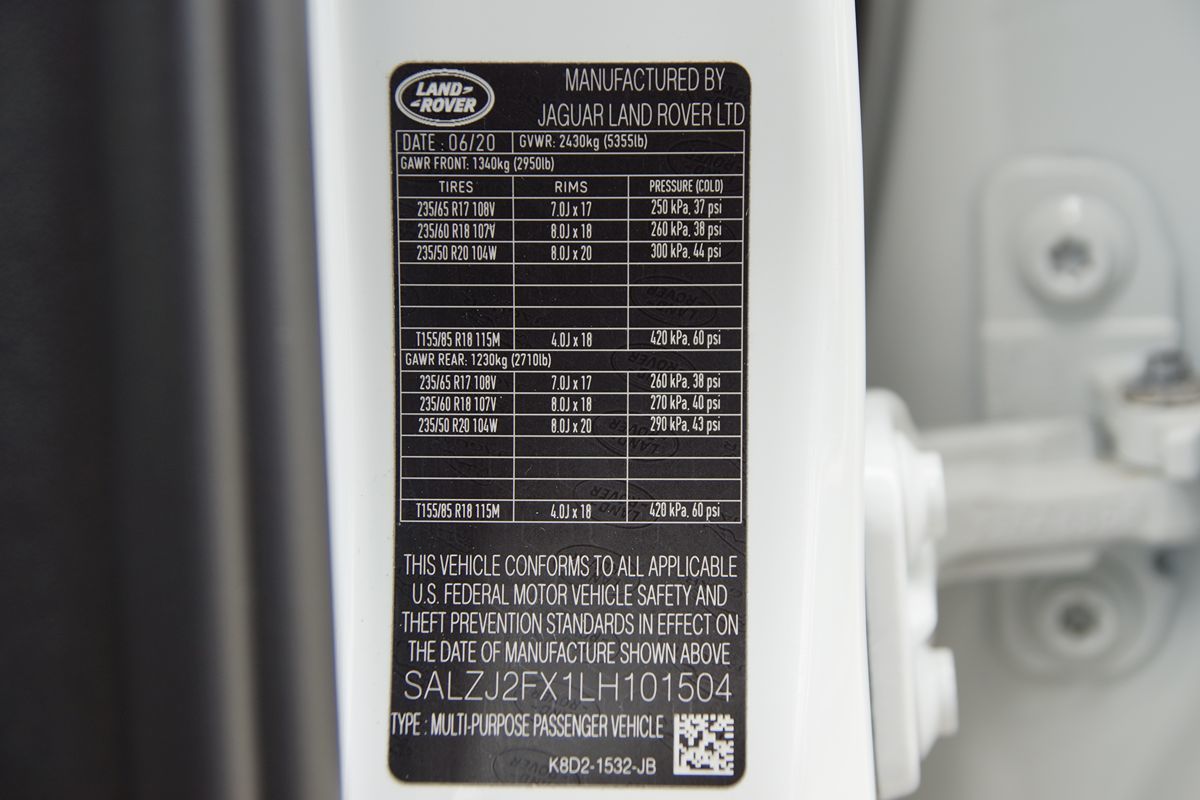 LAND-
-ROVER
MANUFACTURED BY
JAGUAR LAND ROVER LTD
DATE : 06/20 GVWR: 2430kg (5355lb)
GAWR FRONT: 1340kg (2950lb)
TIRES RIMS PRESSURE (COLD)
235/65 R17 108V 7.0J x 17 250 kPa, 37 psi
235/60 R18 107V 8.0J x 18 260 kPa, 38 psi
235/50 R20 104W 8.0J x 20 300 kPa, 44 psi
T155/85 R18 115M 4.0J x 18 420 kPa, 60 psi
GAWR REAR: 1230kg (2710lb)
235/65 R17 108V 7.0J x 17 260 kPa, 38 psi
235/60 R18 107V 8.0J x 18 270 kPa, 40 psi
235/50 R20 104W 8.0J x 20 290 kPa, 43 psi
T155/85 R18 115M 4.0J x 18 420 kPa, 60 psi
THIS VEHICLE CONFORMS TO ALL APPLICABLE
U.S. FEDERAL MOTOR VEHICLE SAFETY AND
THEFT PREVENTION STANDARDS IN EFFECT ON
THE DATE OF MANUFACTURE SHOWN ABOVE
SALZJ2FX1LH101504
TYPE : MULTI-PURPOSE PASSENGER VEHICLE
K8D2-1532-JB